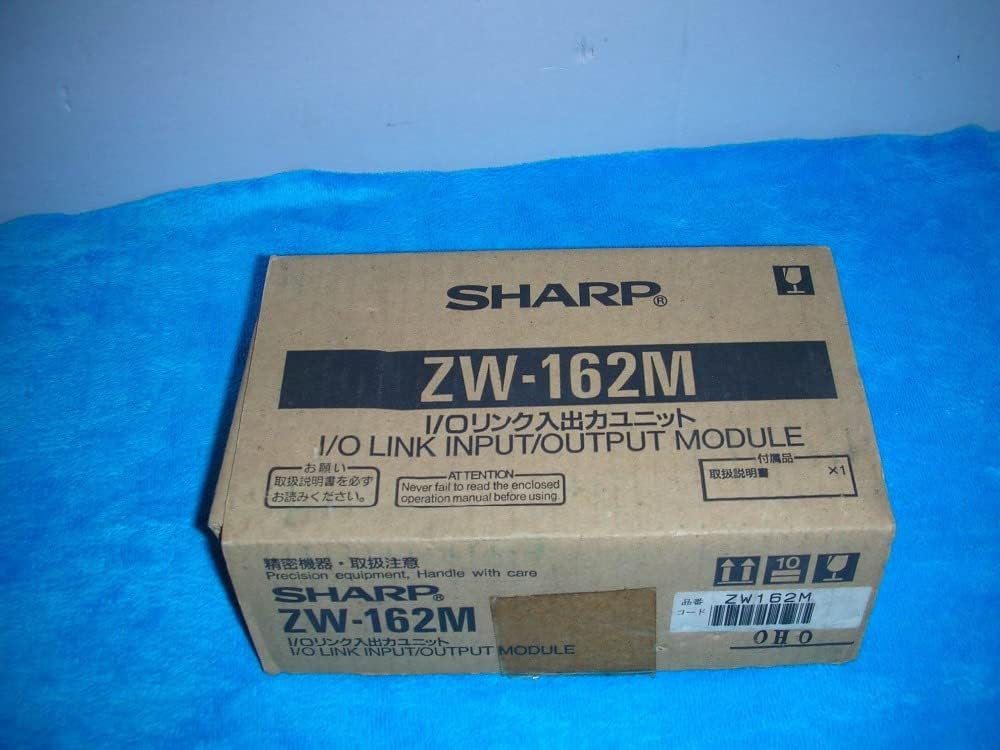 SHARP®
ZW-162M
I/Oリンク入出力ユニット
I/O LINK INPUT/OUTPUT MODULE
お願い
取扱説明書を必ず
お読みください。
ATTENTION
Never fail to read the enclosed
operation manual before using.
付属品
取扱説明書 ×1
精密機器・取扱注意
Precision equipment, Handle with care
SHARP®
ZW-162M
I/Oリンク入出力ユニット
I/O LINK INPUT/OUTPUT MODULE
10
品番
コード
ZW162M
OHO